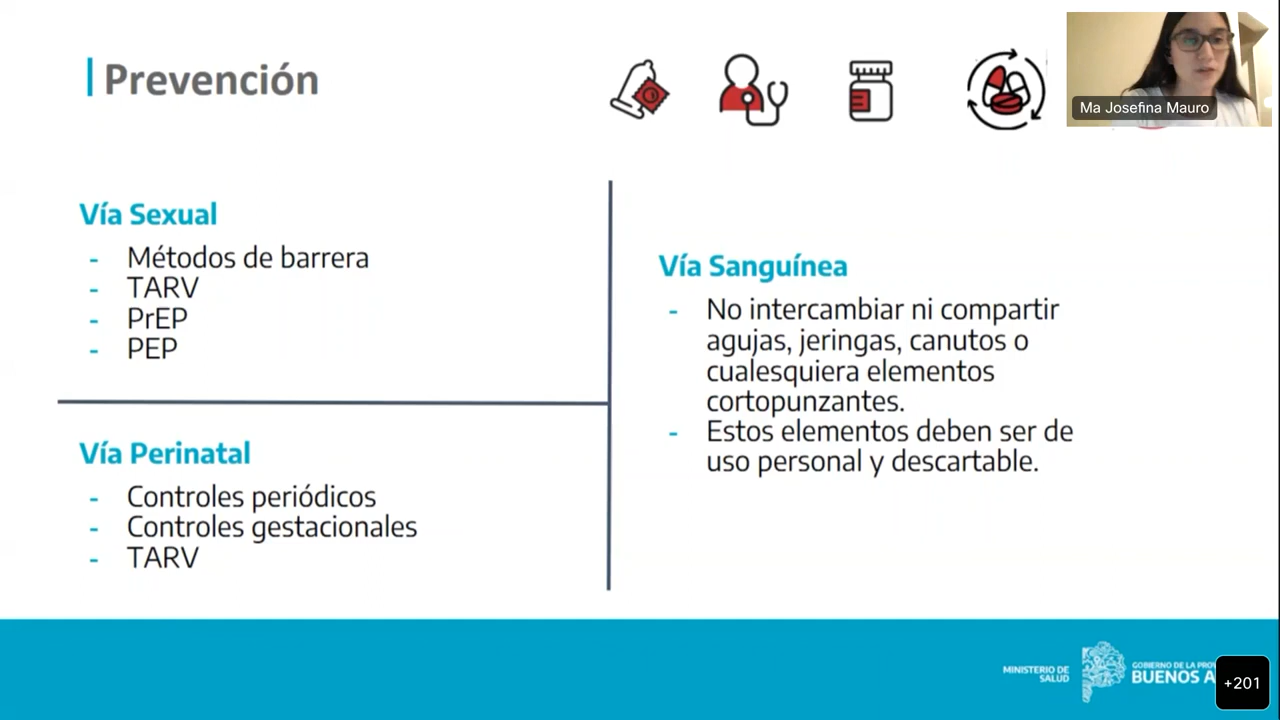 Prevención
Ma Josefina Mauro
Vía Sexual
- Métodos de barrera
- TARV
- PrEP
- PEP
Vía Perinatal
- Controles periódicos
- Controles gestacionales
- TARV
Vía Sanguínea
- No intercambiar ni compartir
agujas, jeringas, canutos o
cualesquiera elementos
cortopunzantes.
- Estos elementos deben ser de
uso personal y descartable.
MINISTERIO DE
SALUD
GOBIERNO DE LA
BUENOS
+201